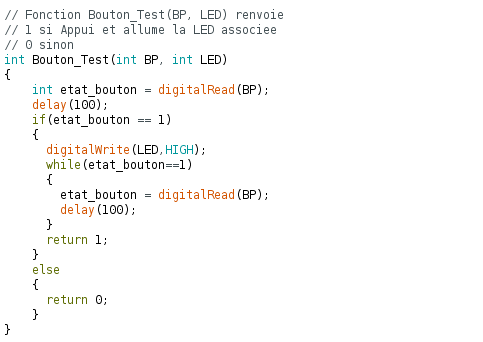 // Fonction Bouton_Test(BP, LED) renvoie
// 1 si Appui et allume la LED associee
// 0 sinon
int Bouton_Test(int BP, int LED)
{
    int etat_bouton = digitalRead(BP);
    delay(100);
    if(etat_bouton == 1)
    {
      digitalWrite(LED,HIGH);
      while(etat_bouton==1)
      {
        etat_bouton = digitalRead(BP);
        delay(100);
      }
      return 1;
    }
    else
    {
      return 0;
    }
}